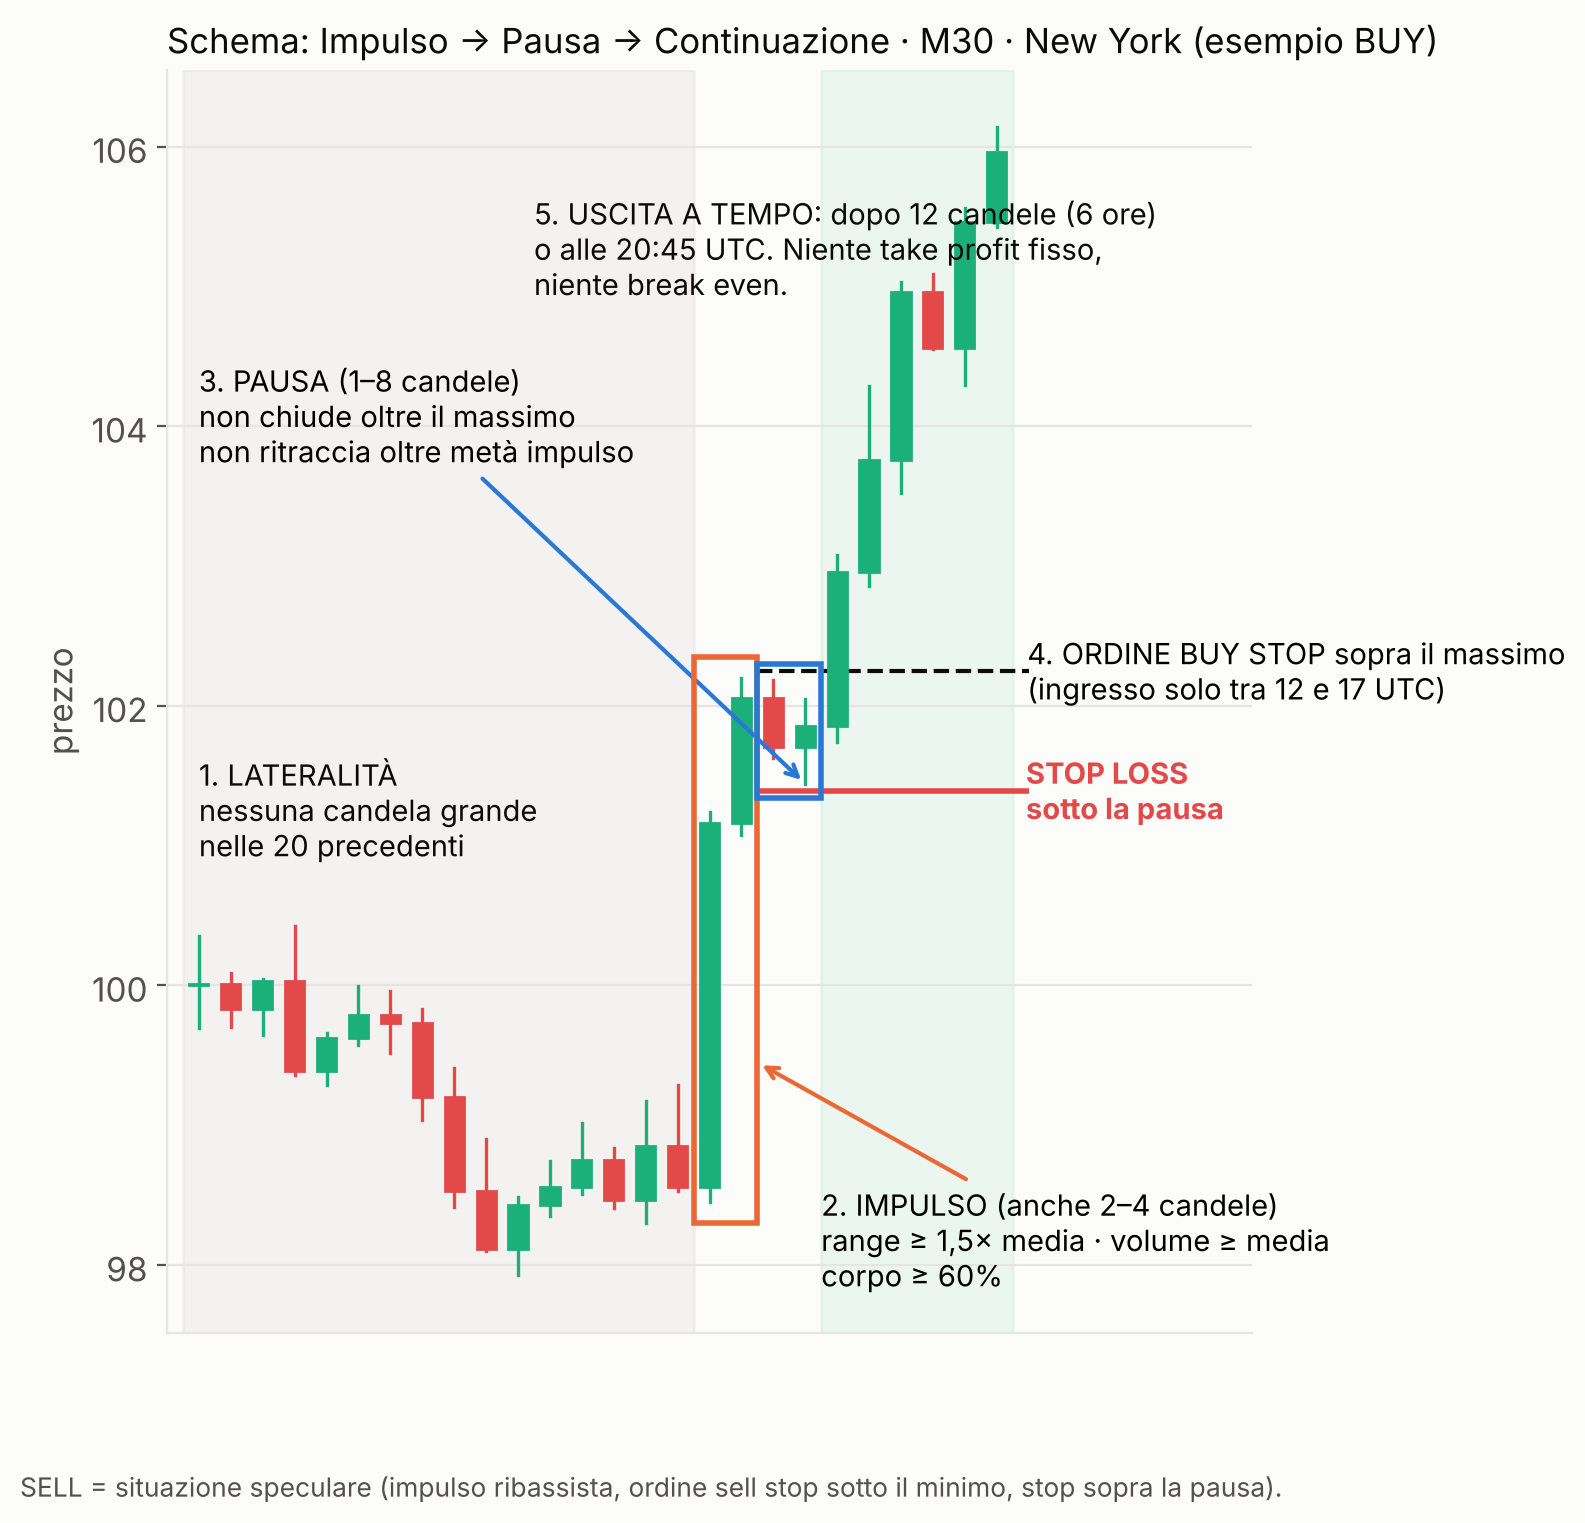 Schema: Impulso → Pausa → Continuazione · M30 · New York (esempio BUY)
106
5. USCITA A TEMPO: dopo 12 candele (6 ore)
o alle 20:45 UTC. Niente take profit fisso,
niente break even.
3. PAUSA (1–8 candele)
non chiude oltre il massimo
non ritraccia oltre metà impulso
104
4. ORDINE BUY STOP sopra il massimo
(ingresso solo tra 12 e 17 UTC)
prezzo
102
STOP LOSS
sotto la pausa
1. LATERALITÀ
nessuna candela grande
nelle 20 precedenti
100
2. IMPULSO (anche 2–4 candele)
range ≥ 1,5× media · volume ≥ media
corpo ≥ 60%
98
SELL = situazione speculare (impulso ribassista, ordine sell stop sotto il minimo, stop sopra la pausa).